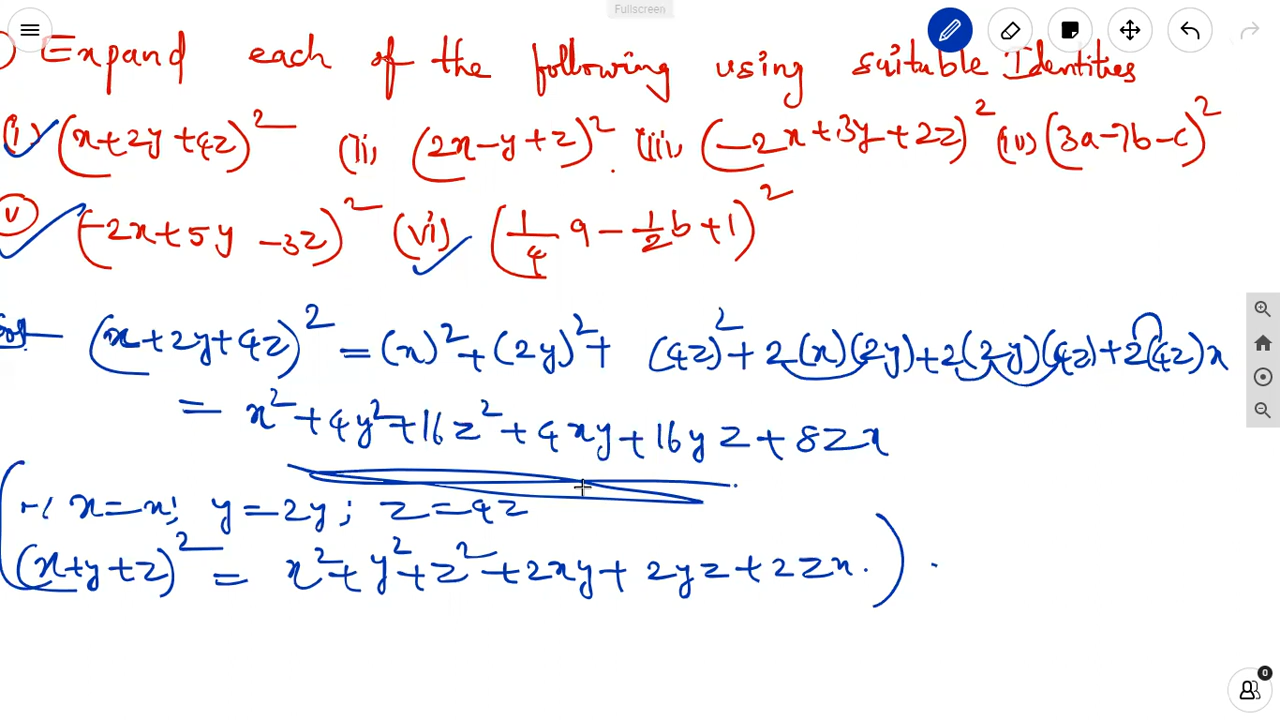 Fullscreen
) Expand each of the following using suitable Identities
(i) (x+2y+4z)² (ii) (2x-y+z)² (iii) (-2x+3y+2z)² (iv) (3a-7b-c)²
(v) (-2x+5y-3z)² (vi) (1/4 a - 1/2 b + 1)²
Sol (x+2y+4z)² = (x)² + (2y)² + (4z)² + 2(x)(2y) + 2(2y)(4z) + 2(4z)x
= x² + 4y² + 16z² + 4xy + 16yz + 8zx
x=x; y=2y; z=4z
(x+y+z)² = x² + y² + z² + 2xy + 2yz + 2zx.) .
0